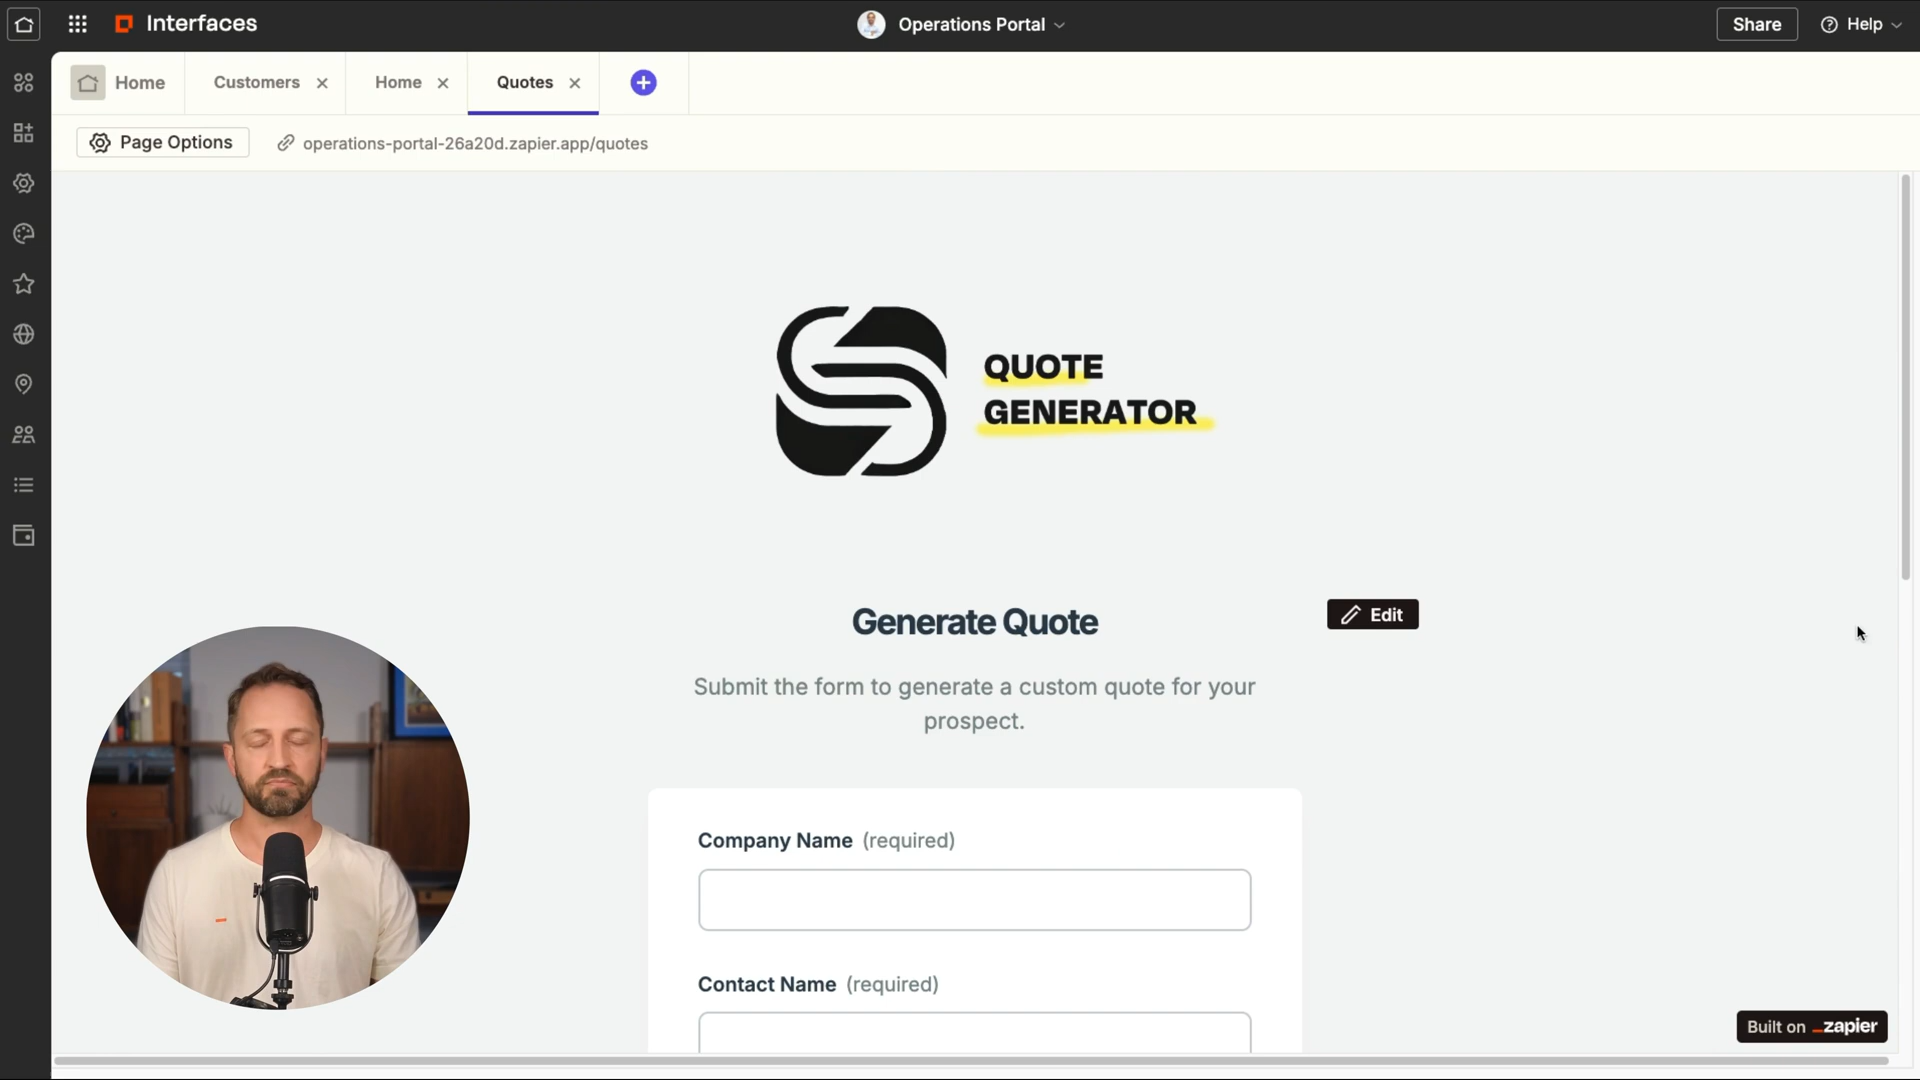 Interfaces
Operations Portal
Share
Help
Home
Customers
Home
Quotes
Page Options
operations-portal-26a20d.zapier.app/quotes
QUOTE
GENERATOR
Generate Quote
Edit
Submit the form to generate a custom quote for your
prospect.
Company Name (required)
Contact Name (required)
Built on _zapier